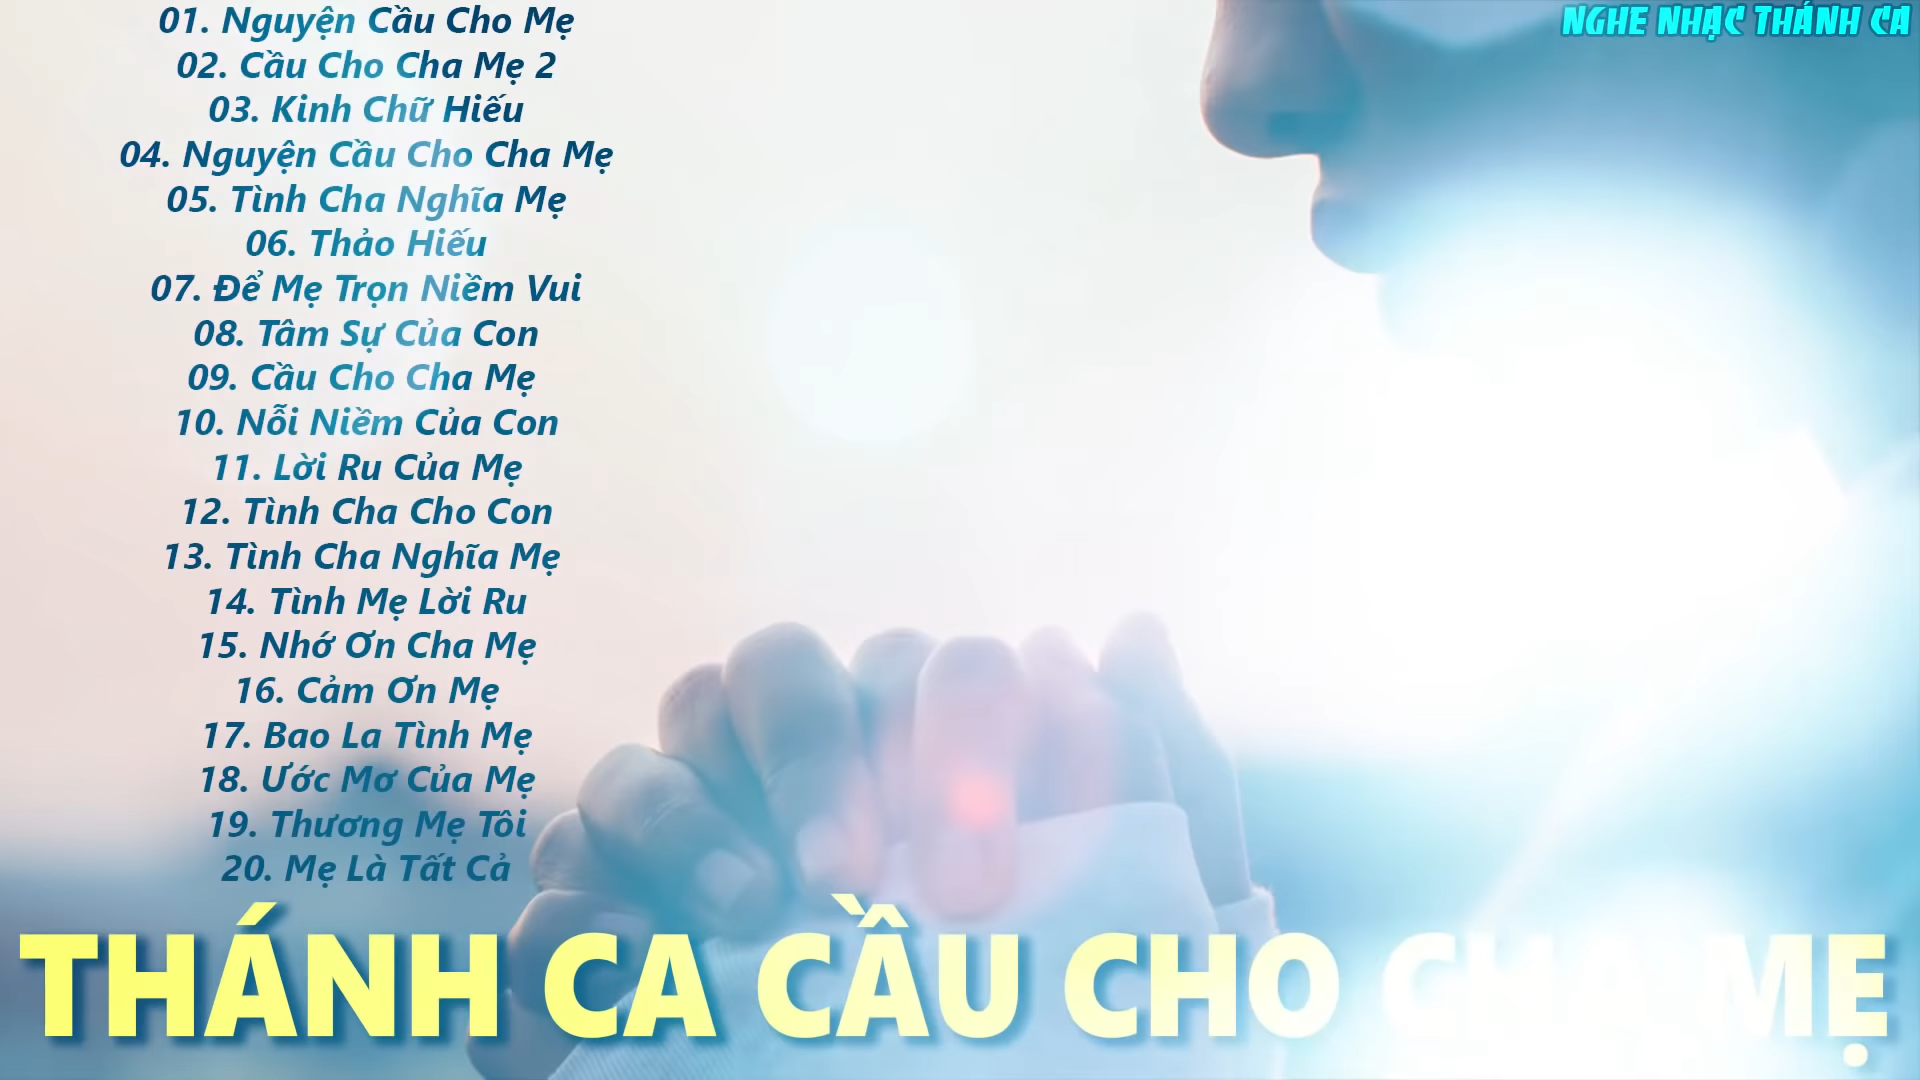 NGHE NHẠC THÁNH CA
01. Nguyện Cầu Cho Mẹ
02. Cầu Cho Cha Mẹ 2
03. Kinh Chữ Hiếu
04. Nguyện Cầu Cho Cha Mẹ
05. Tình Cha Nghĩa Mẹ
06. Thảo Hiếu
07. Để Mẹ Trọn Niềm Vui
08. Tâm Sự Của Con
09. Cầu Cho Cha Mẹ
10. Nỗi Niềm Của Con
11. Lời Ru Của Mẹ
12. Tình Cha Cho Con
13. Tình Cha Nghĩa Mẹ
14. Tình Mẹ Lời Ru
15. Nhớ Ơn Cha Mẹ
16. Cảm Ơn Mẹ
17. Bao La Tình Mẹ
18. Ước Mơ Của Mẹ
19. Thương Mẹ Tôi
20. Mẹ Là Tất Cả
THÁNH CA CẦU CHO CHA MẸ